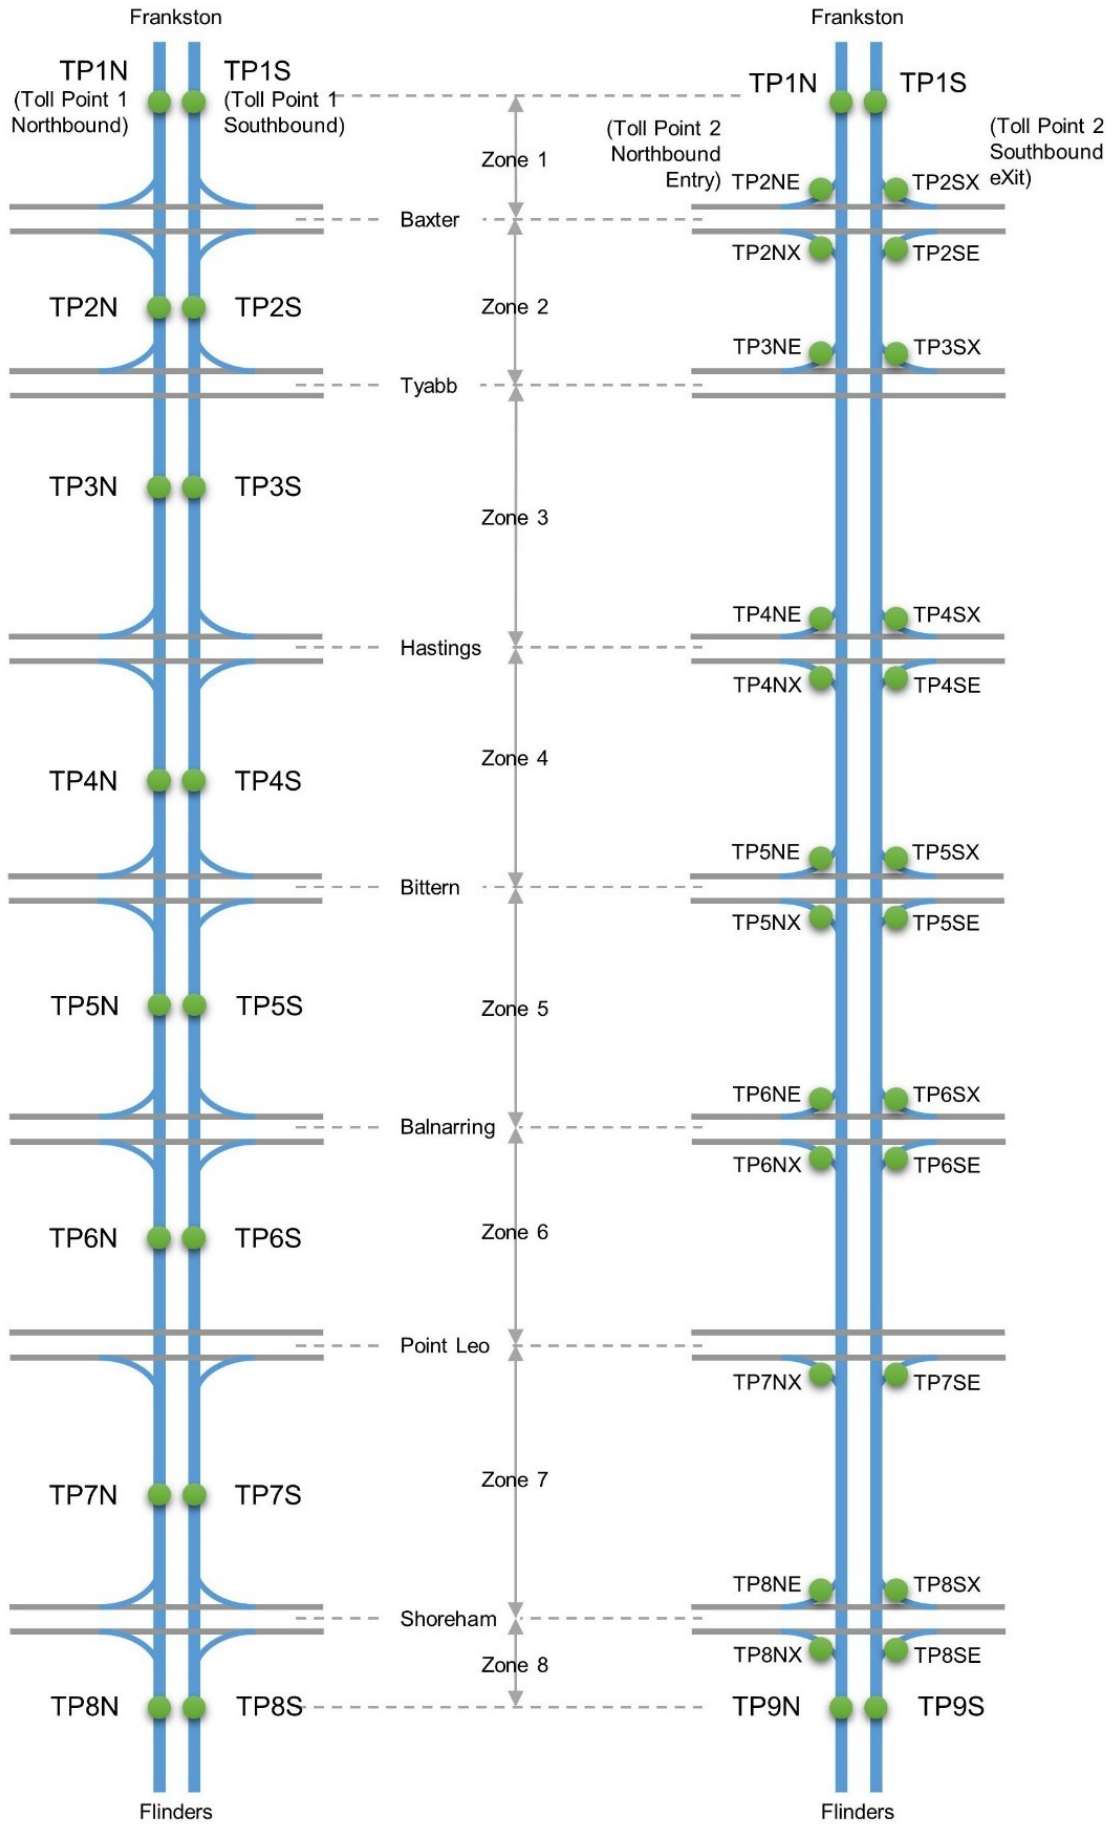 Frankston
Frankston
TP1N
(Toll Point 1
Northbound)
TP1S
(Toll Point 1
Southbound)
TP1N
TP1S
Zone 1
(Toll Point 2
Northbound
Entry)
(Toll Point 2
Southbound
eXit)
TP2NE
TP2SX
Baxter
TP2NX
TP2SE
TP2N
TP2S
Zone 2
TP3NE
TP3SX
Tyabb
TP3N
TP3S
Zone 3
TP4NE
TP4SX
Hastings
TP4NX
TP4SE
TP4N
TP4S
Zone 4
TP5NE
TP5SX
Bittern
TP5NX
TP5SE
TP5N
TP5S
Zone 5
TP6NE
TP6SX
Balnarring
TP6NX
TP6SE
TP6N
TP6S
Zone 6
Point Leo
TP7NX
TP7SE
TP7N
TP7S
Zone 7
TP8NE
TP8SX
Shoreham
TP8NX
TP8SE
Zone 8
TP8N
TP8S
TP9N
TP9S
Flinders
Flinders